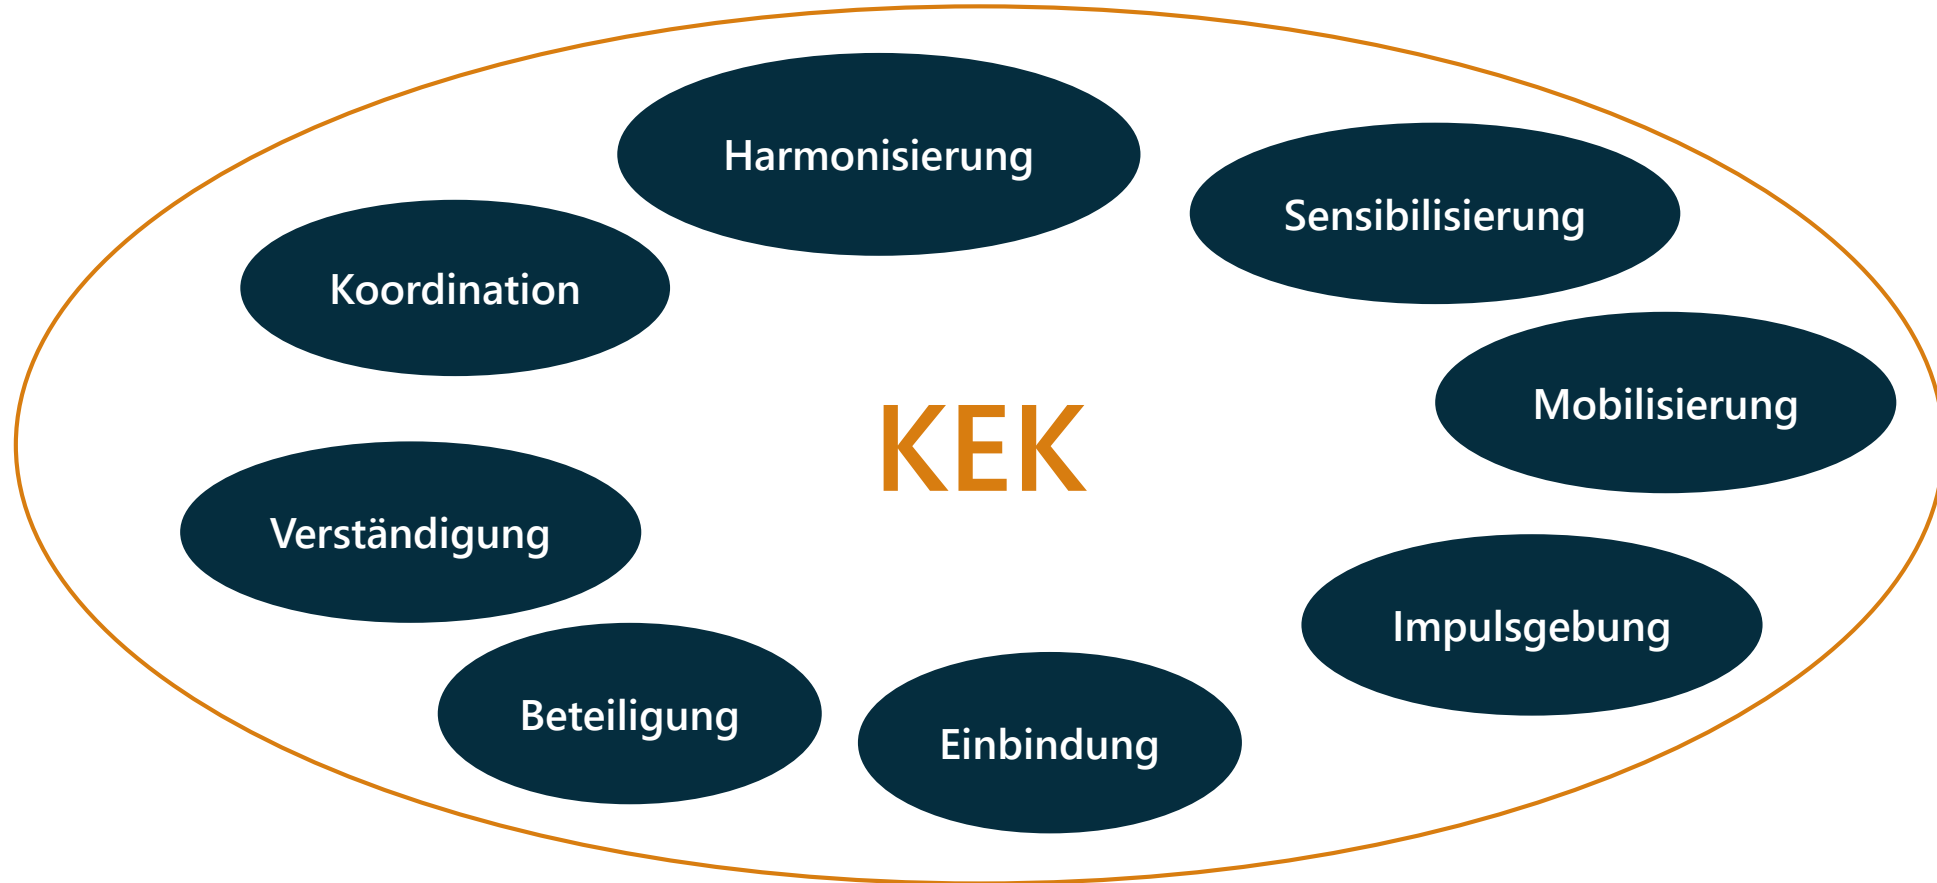 Harmonisierung
Sensibilisierung
Koordination
Mobilisierung
KEK
Verständigung
Impulsgebung
Beteiligung
Einbindung